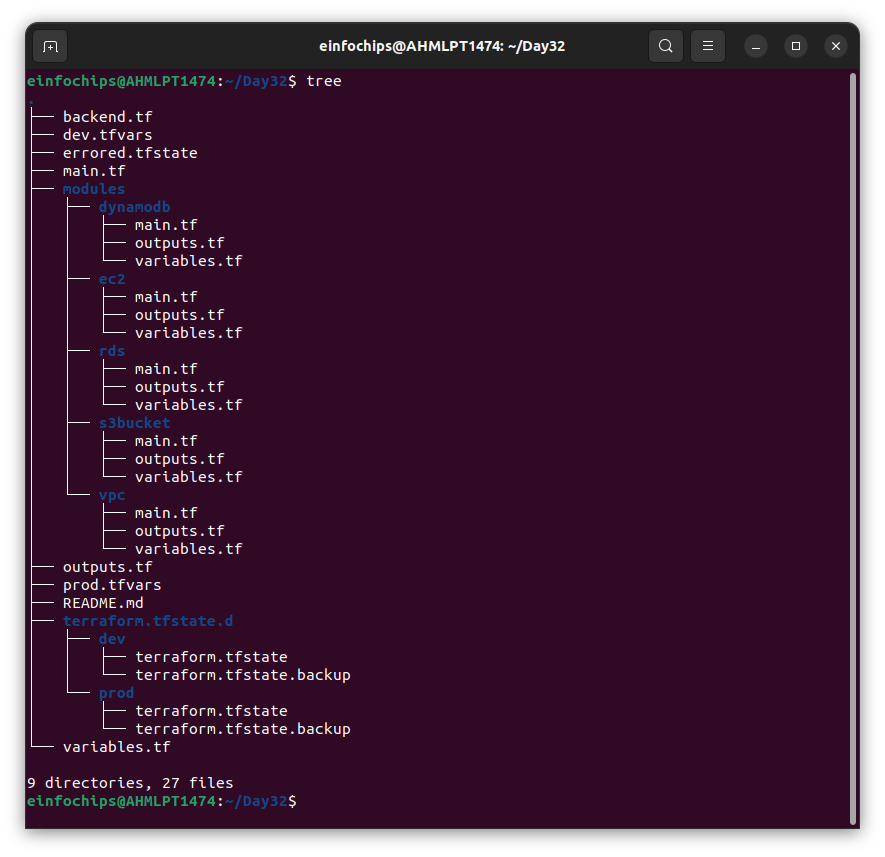 einfochips@AHMLPT1474: ~/Day32
einfochips@AHMLPT1474:~/Day32$ tree
.
├── backend.tf
├── dev.tfvars
├── errored.tfstate
├── main.tf
├── modules
│   ├── dynamodb
│   │   ├── main.tf
│   │   ├── outputs.tf
│   │   └── variables.tf
│   ├── ec2
│   │   ├── main.tf
│   │   ├── outputs.tf
│   │   └── variables.tf
│   ├── rds
│   │   ├── main.tf
│   │   ├── outputs.tf
│   │   └── variables.tf
│   ├── s3bucket
│   │   ├── main.tf
│   │   ├── outputs.tf
│   │   └── variables.tf
│   └── vpc
│       ├── main.tf
│       ├── outputs.tf
│       └── variables.tf
├── outputs.tf
├── prod.tfvars
├── README.md
├── terraform.tfstate.d
│   ├── dev
│   │   ├── terraform.tfstate
│   │   └── terraform.tfstate.backup
│   └── prod
│       ├── terraform.tfstate
│       └── terraform.tfstate.backup
└── variables.tf
9 directories, 27 files
einfochips@AHMLPT1474:~/Day32$